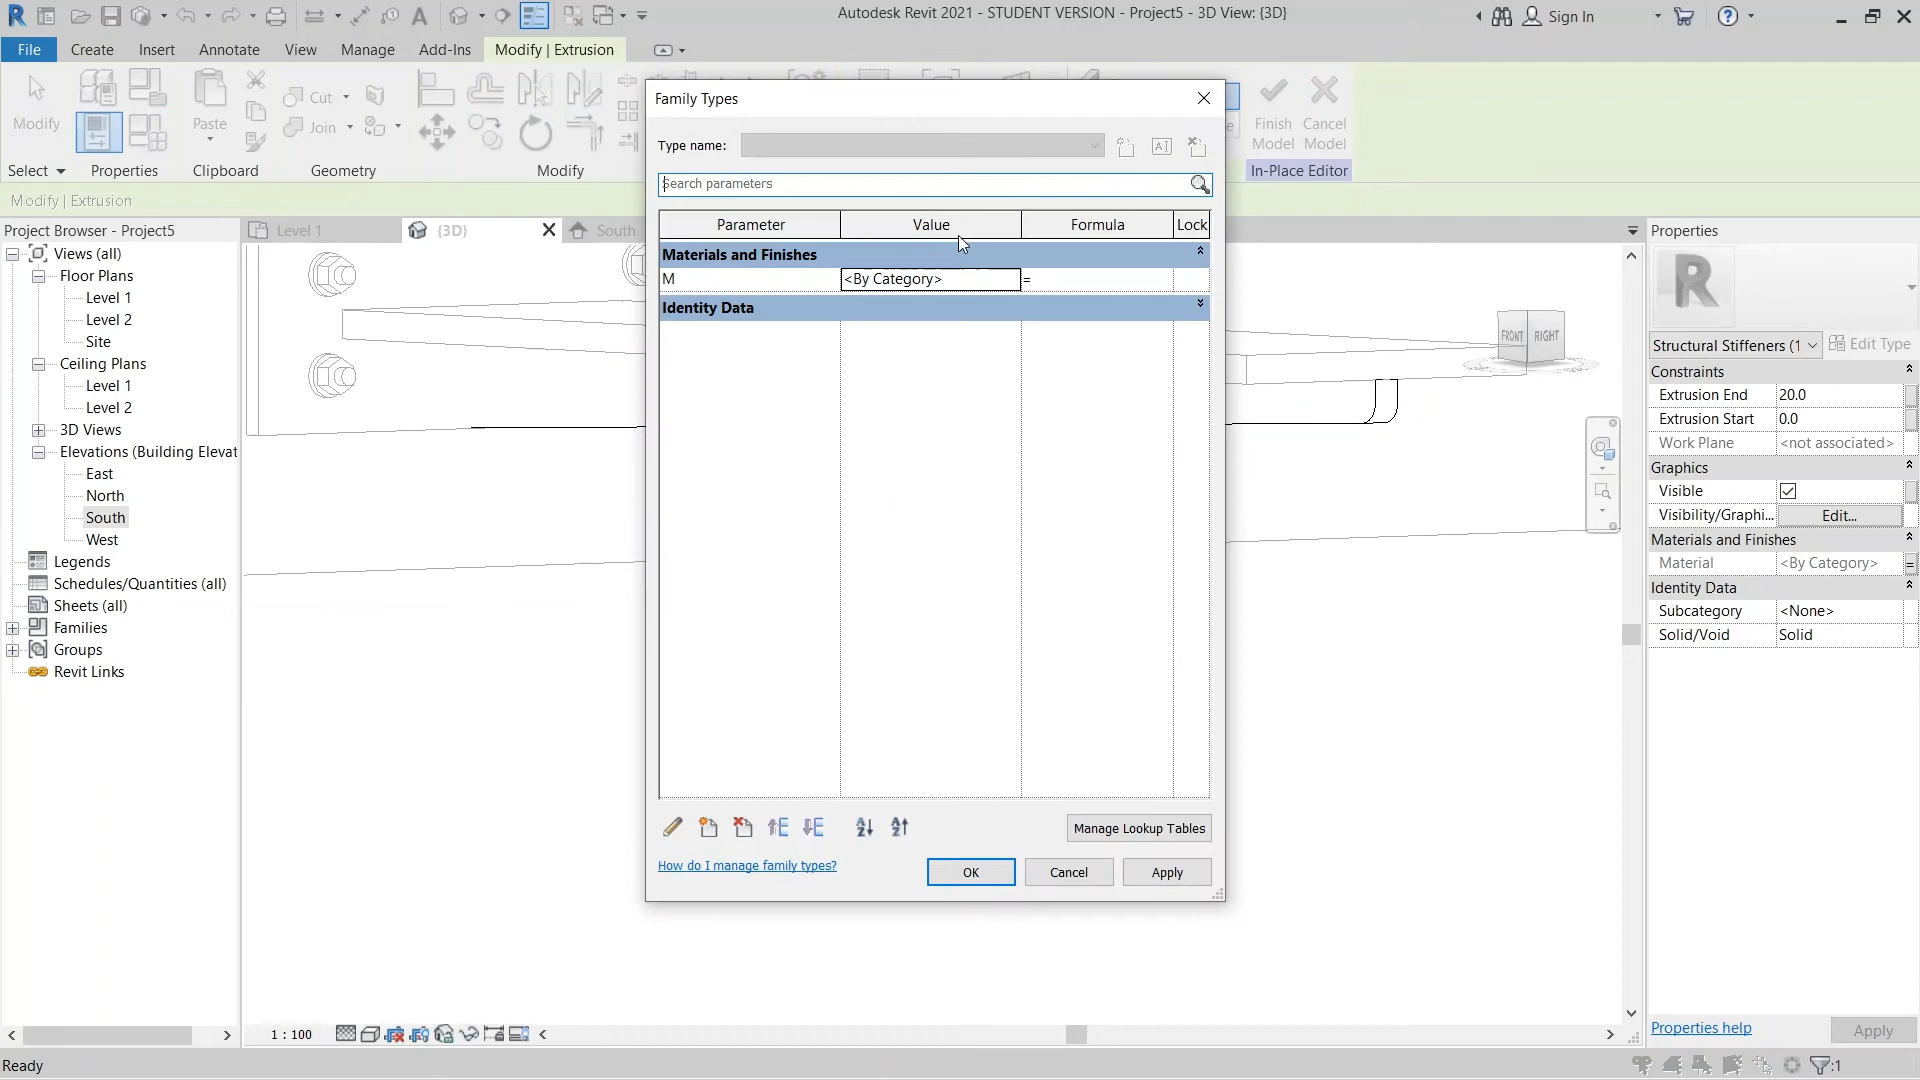 Autodesk Revit 2021 - STUDENT VERSION - Project5 - 3D View: {3D}
Sign In
File
Create
Insert
Annotate
View
Manage
Add-Ins
Modify | Extrusion
Modify
Paste
Cut
Join
Finish Model
Cancel Model
Select
Properties
Clipboard
Geometry
Modify
In-Place Editor
Modify | Extrusion
Project Browser - Project5
Views (all)
Floor Plans
Level 1
Level 2
Site
Ceiling Plans
Level 1
Level 2
3D Views
Elevations (Building Elevat
East
North
South
West
Legends
Schedules/Quantities (all)
Sheets (all)
Families
Groups
Revit Links
Level 1
{3D}
South
Family Types
Type name:
Search parameters
Parameter
Value
Formula
Lock
Materials and Finishes
M
<By Category>
=
Identity Data
Manage Lookup Tables
How do I manage family types?
OK
Cancel
Apply
FRONT
RIGHT
Properties
R
Structural Stiffeners (1
Edit Type
Constraints
Extrusion End 20.0
Extrusion Start 0.0
Work Plane <not associated>
Graphics
Visible
Visibility/Graphi... Edit...
Materials and Finishes
Material <By Category> =
Identity Data
Subcategory <None>
Solid/Void Solid
Properties help
Apply
1 : 100
Ready
:1